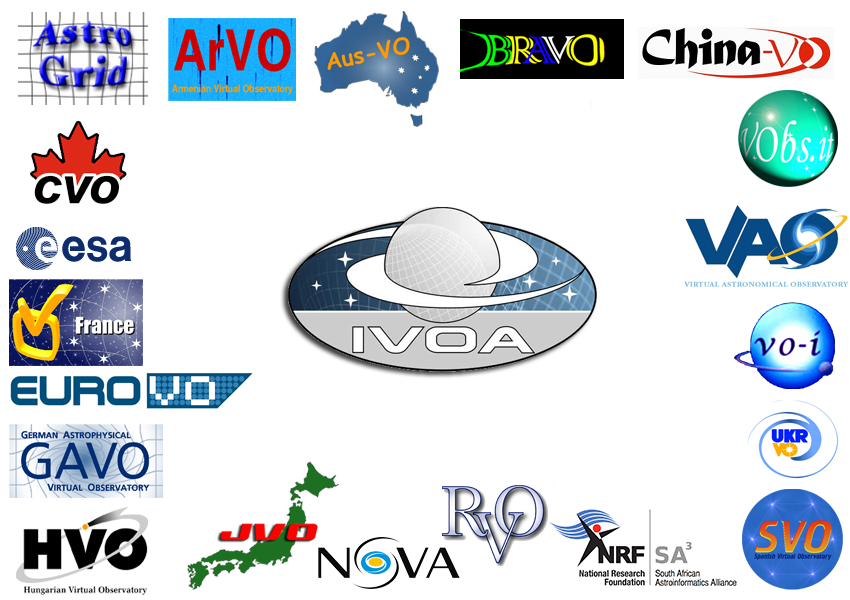 Astro
Grid
ArVO
Armenian Virtual Observatory
Aus-VO
BRAVO
China-VO
CVO
VObs.it
esa
VAO
VIRTUAL ASTRONOMICAL OBSERVATORY
France
IVOA
vo-i
EURO VO
GERMAN ASTROPHYSICAL
GAVO
VIRTUAL OBSERVATORY
UKR
VO
HVO
Hungarian Virtual Observatory
JVO
NOVA
RVO
NRF
National Research
Foundation
SA3
South African
Astroinformatics Alliance
SVO
Spanish Virtual Observatory